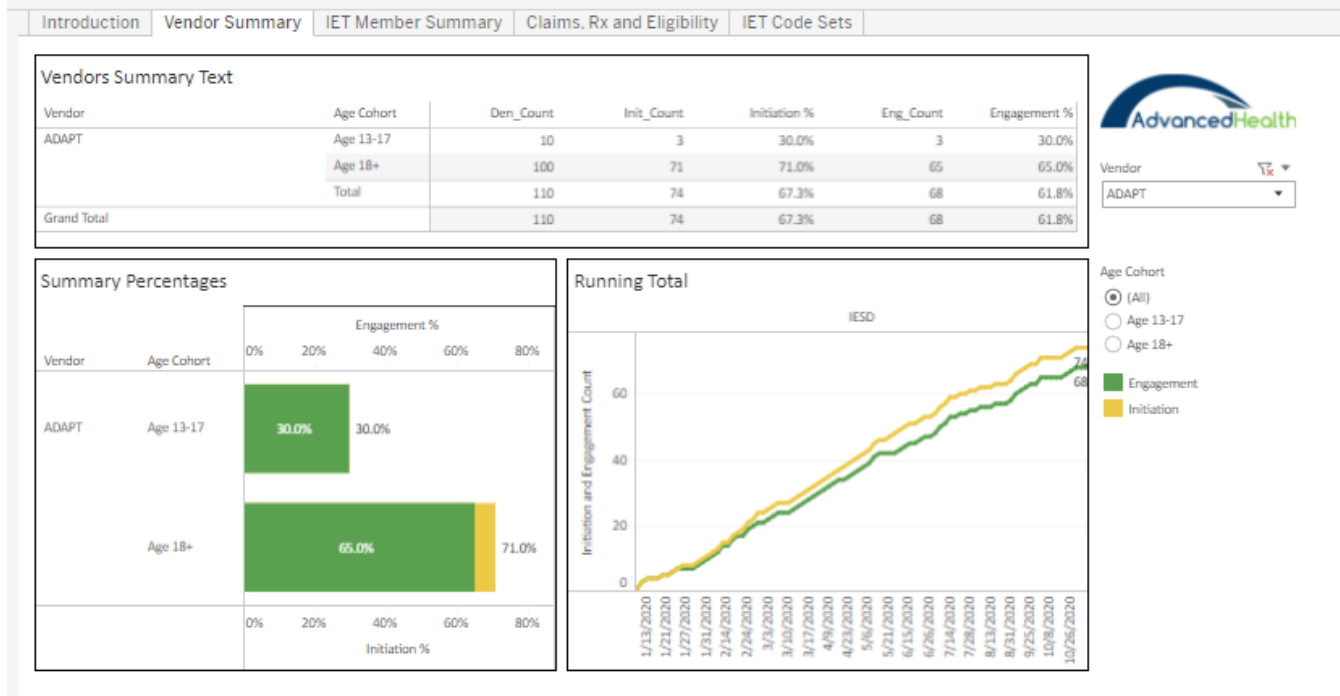 Introduction Vendor Summary IET Member Summary Claims, Rx and Eligibility IET Code Sets
Vendors Summary Text
Vendor Age Cohort Den_Count Init_Count Initiation % Eng_Count Engagement %
ADAPT Age 13-17 10 3 30.0% 3 30.0%
Age 18+ 100 71 71.0% 65 65.0%
Total 110 74 67.3% 68 61.8%
Grand Total 110 74 67.3% 68 61.8%
AdvancedHealth
Vendor
ADAPT
Age Cohort
(All)
Age 13-17
Age 18+
Engagement
Initiation
Summary Percentages
Engagement %
Vendor Age Cohort 0% 20% 40% 60% 80%
ADAPT Age 13-17 30.0% 30.0%
Age 18+ 65.0% 71.0%
0% 20% 40% 60% 80%
Initiation %
Running Total
IESD
Initiation and Engagement Count
60
40
20
0
74
68
1/13/2020
1/21/2020
1/27/2020
1/31/2020
2/14/2020
2/24/2020
3/3/2020
3/10/2020
3/17/2020
4/9/2020
4/23/2020
5/6/2020
5/21/2020
6/15/2020
6/26/2020
7/14/2020
7/28/2020
8/13/2020
8/31/2020
9/25/2020
10/8/2020
10/26/2020